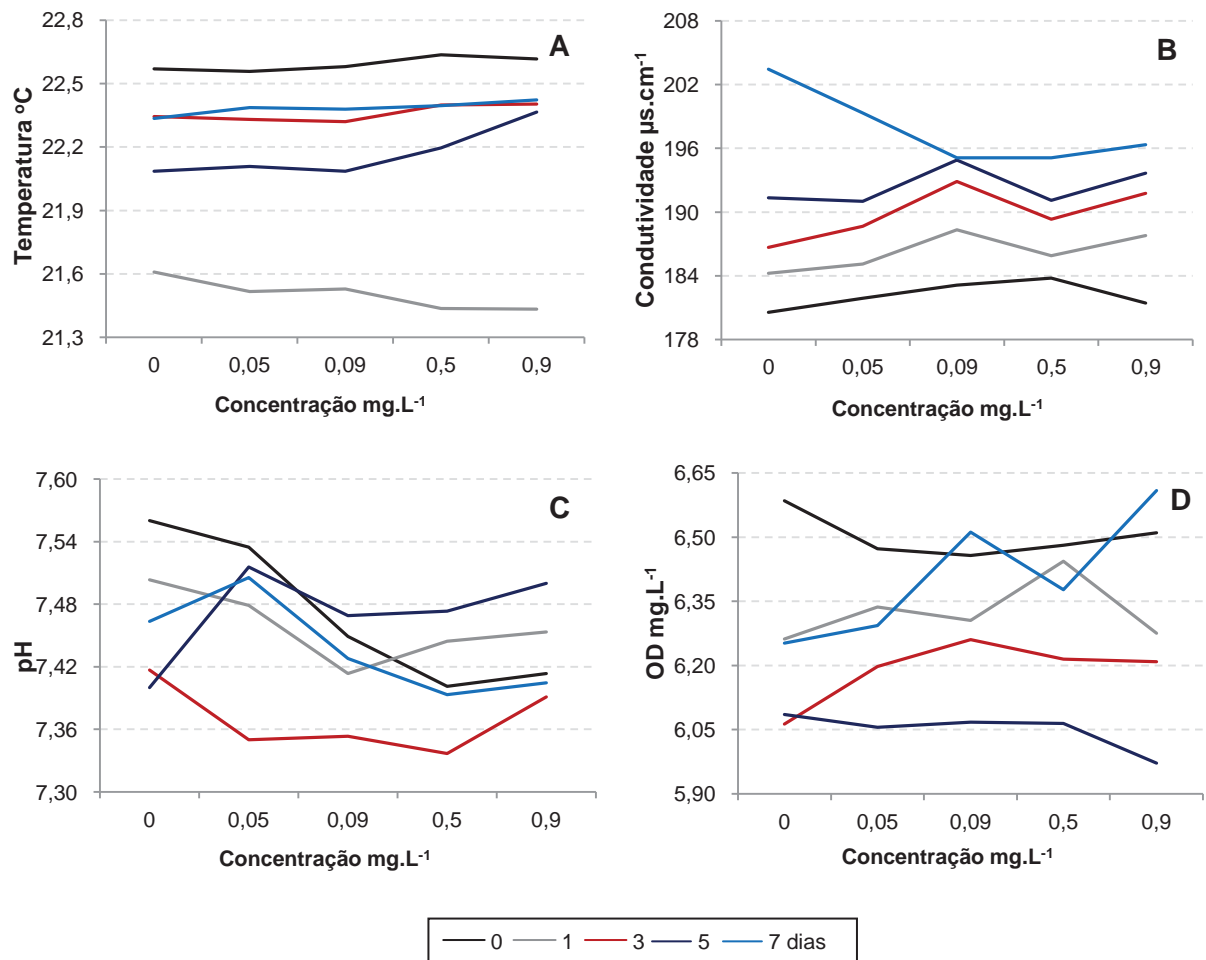 A
Temperatura ºC
22,8
22,5
22,2
21,9
21,6
21,3
0 0,05 0,09 0,5 0,9
Concentração mg.L-1
B
Condutividade µs.cm-1
208
202
196
190
184
178
0 0,05 0,09 0,5 0,9
Concentração mg.L-1
C
pH
7,60
7,54
7,48
7,42
7,36
7,30
0 0,05 0,09 0,5 0,9
Concentração mg.L-1
D
OD mg.L-1
6,65
6,50
6,35
6,20
6,05
5,90
0 0,05 0,09 0,5 0,9
Concentração mg.L-1
0 1 3 5 7 dias